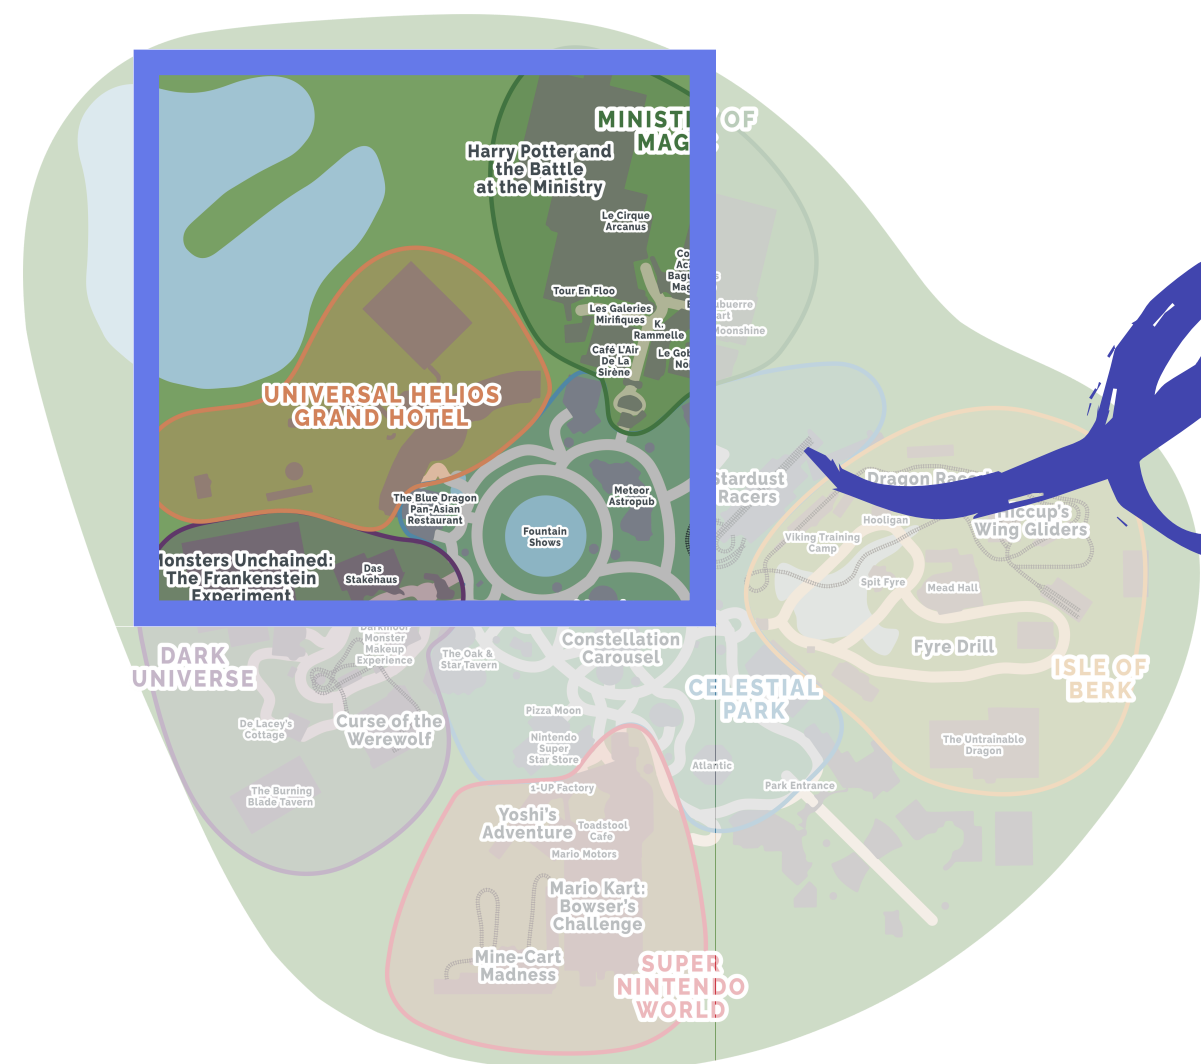 MINISTRY OF
MAGIC
Harry Potter and
the Battle
at the Ministry
Le Cirque
Arcanus
Tour En Floo
Les Galeries
Mirifiques
K.
Rammelle
Café L'Air
De La
Sirène
Moonshine
UNIVERSAL HELIOS
GRAND HOTEL
The Blue Dragon
Pan-Asian
Restaurant
Meteor
Astropub
Fountain
Shows
Stardust
Racers
Dragon
Hiccup's
Wing Gliders
Hooligan
Viking Training
Camp
Spit Fyre
Mead Hall
Fyre Drill
ISLE OF
BERK
The Untrainable
Dragon
Monsters Unchained:
The Frankenstein
Experiment
Das
Stakehaus
Darkmoor
Monster
Makeup
Experience
DARK
UNIVERSE
De Lacey's
Cottage
Curse of the
Werewolf
The Burning
Blade Tavern
The Oak &
Star Tavern
Constellation
Carousel
CELESTIAL
PARK
Pizza Moon
Nintendo
Super
Star Store
Atlantic
Park Entrance
1-UP Factory
Yoshi's
Adventure
Toadstool
Cafe
Mario Motors
Mario Kart:
Bowser's
Challenge
Mine-Cart
Madness
SUPER
NINTENDO
WORLD